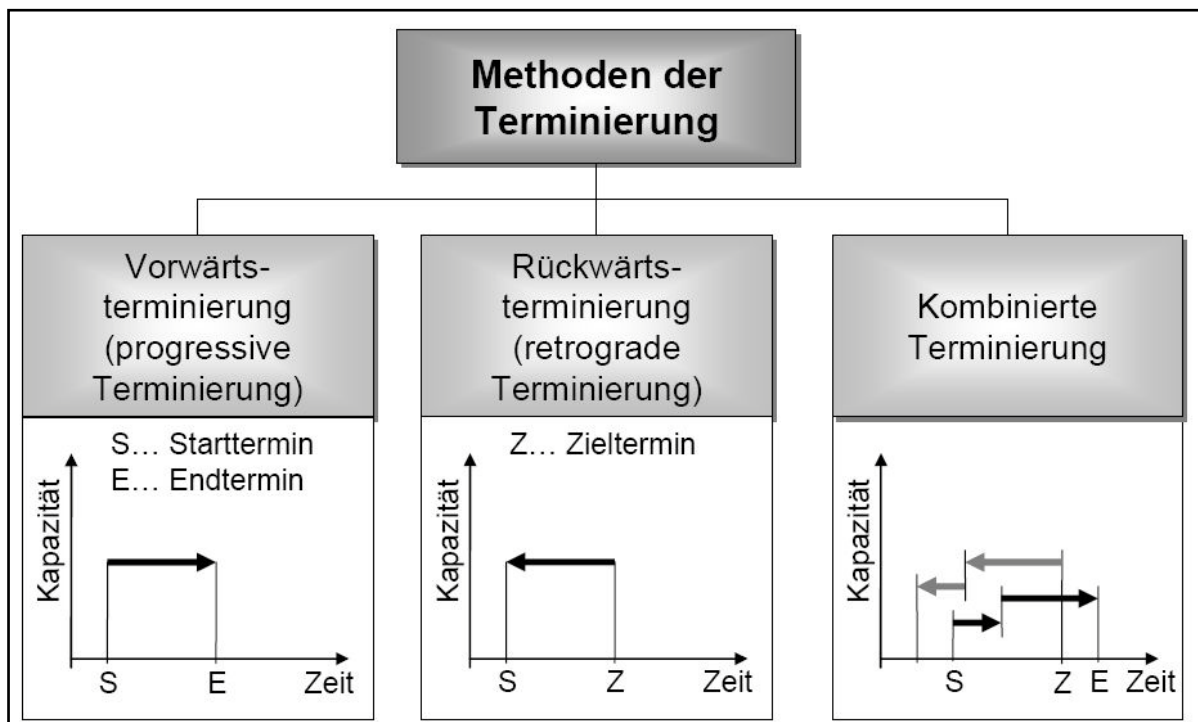 Methoden der
Terminierung
Vorwärts-
terminierung
(progressive
Terminierung)
S... Starttermin
E... Endtermin
Kapazität
S
E
Zeit
Rückwärts-
terminierung
(retrograde
Terminierung)
Z... Zieltermin
Kapazität
S
Z
Zeit
Kombinierte
Terminierung
Kapazität
S
Z
E
Zeit